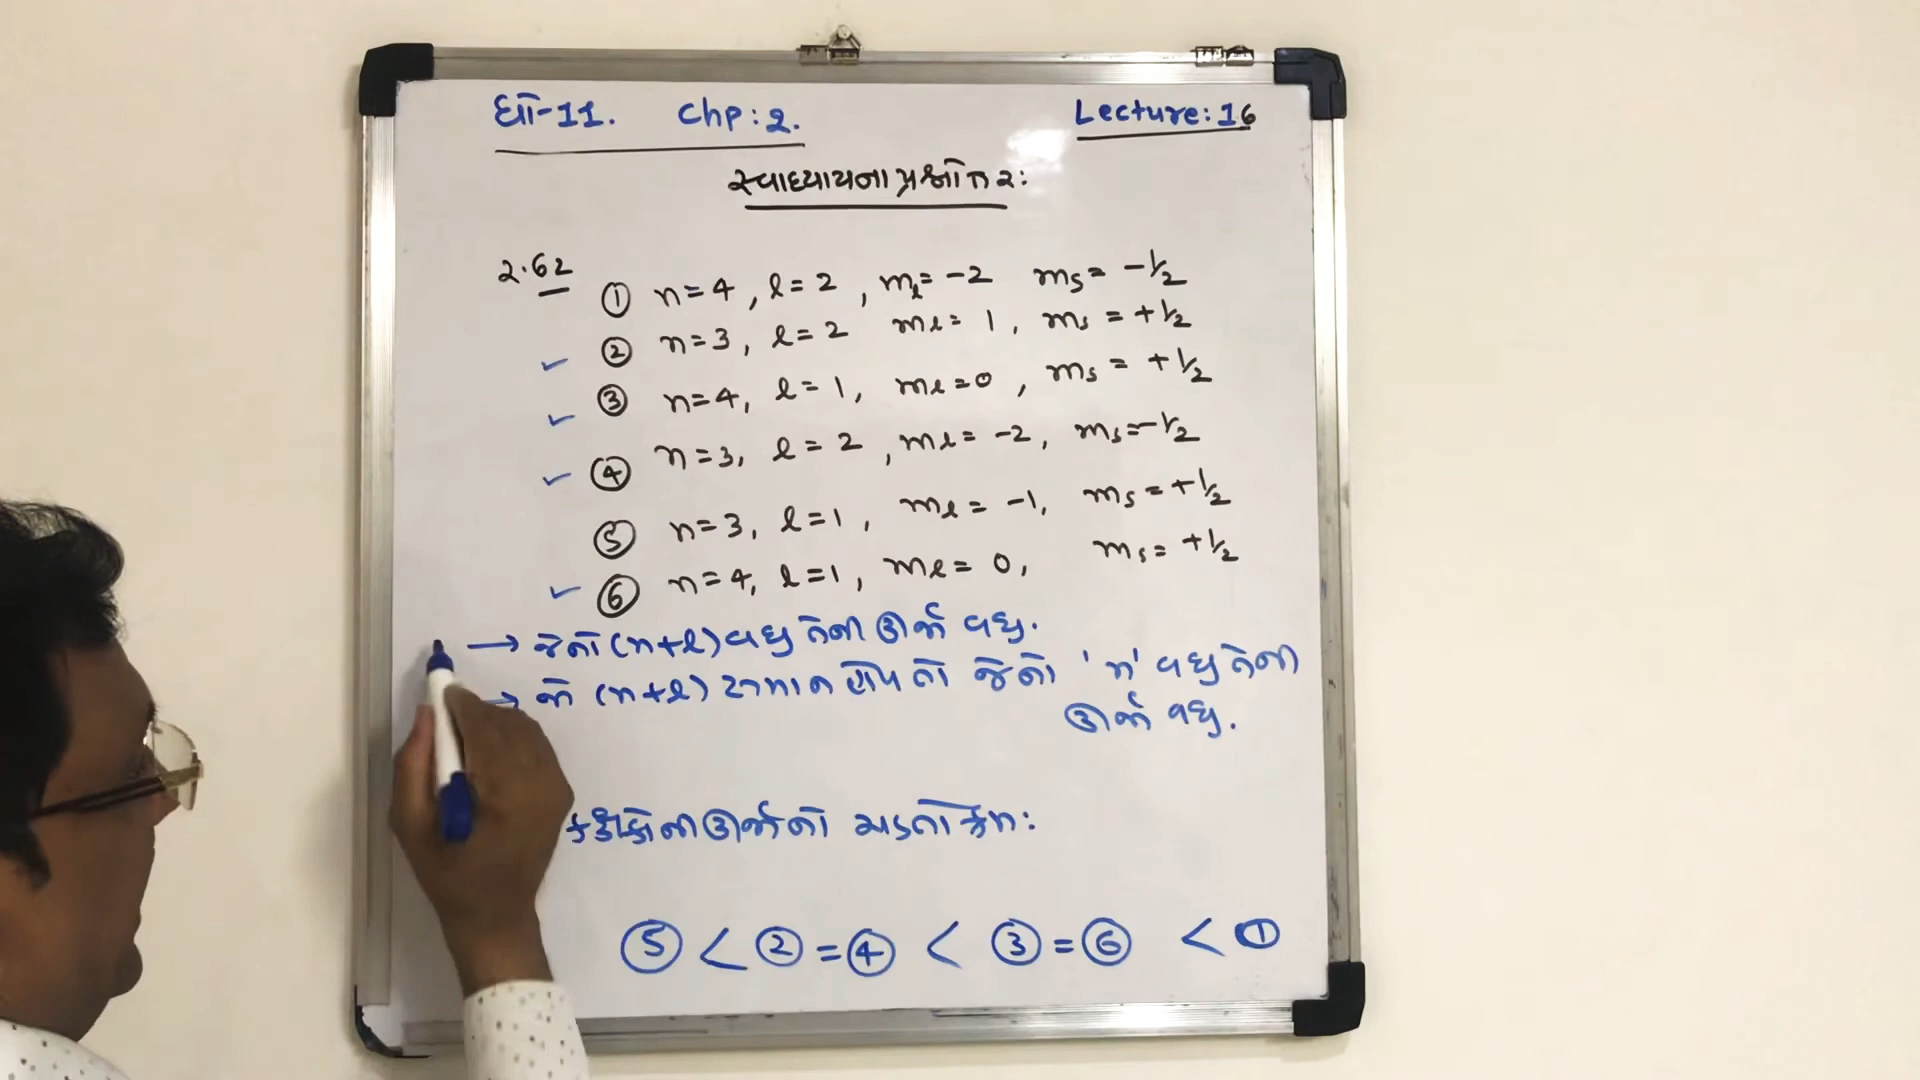 ધો-11. Chp: 2. Lecture: 16
સ્વાધ્યાયના પ્રશ્નોત્તર:
2.62
① n=4, l=2, mₗ=-2 ms=-1/2
② n=3, l=2 ml=1, ms=+1/2
③ n=4, l=1, ml=0, ms=+1/2
④ n=3, l=2, ml=-2, ms=-1/2
⑤ n=3, l=1, ml=-1, ms=+1/2
⑥ n=4, l=1, ml=0, ms=+1/2
→ જેનો (n+l) વધુ તેની ઊર્જા વધુ.
→ જો (n+l) સમાન હોય તો જેનો 'n' વધુ તેની
ઊર્જા વધુ.
કક્ષકોની ઊર્જાનો ચડતો ક્રમ:
⑤ < ② = ④ < ③ = ⑥ < ①